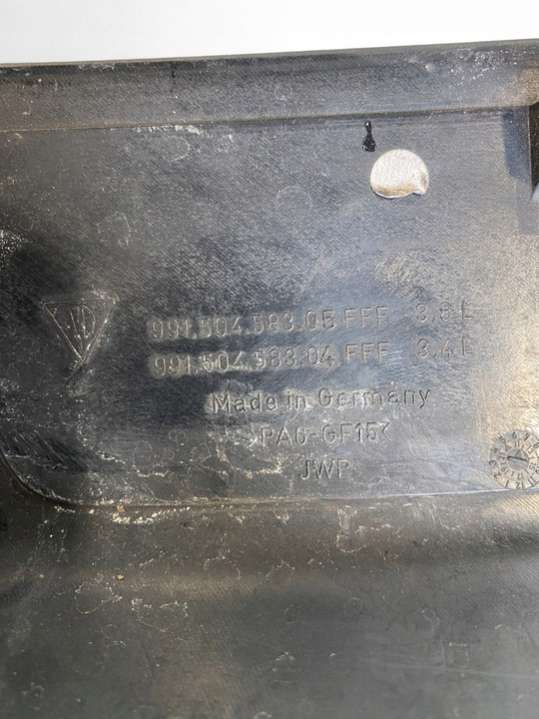 991.504.583.05 FFF 3,8 L
991.504.583.04 FFF 3,4 L
Made in Germany
PA6-GF15
JWP